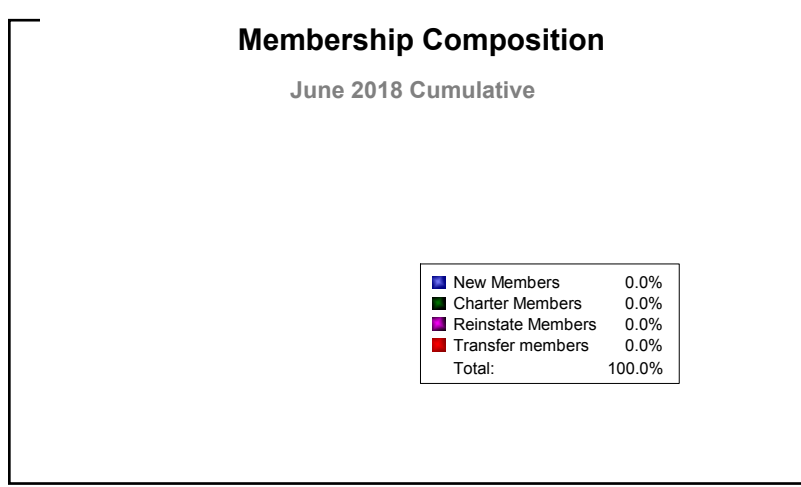 Membership Composition
June 2018 Cumulative
New Members 0.0%
Charter Members 0.0%
Reinstate Members 0.0%
Transfer members 0.0%
Total: 100.0%